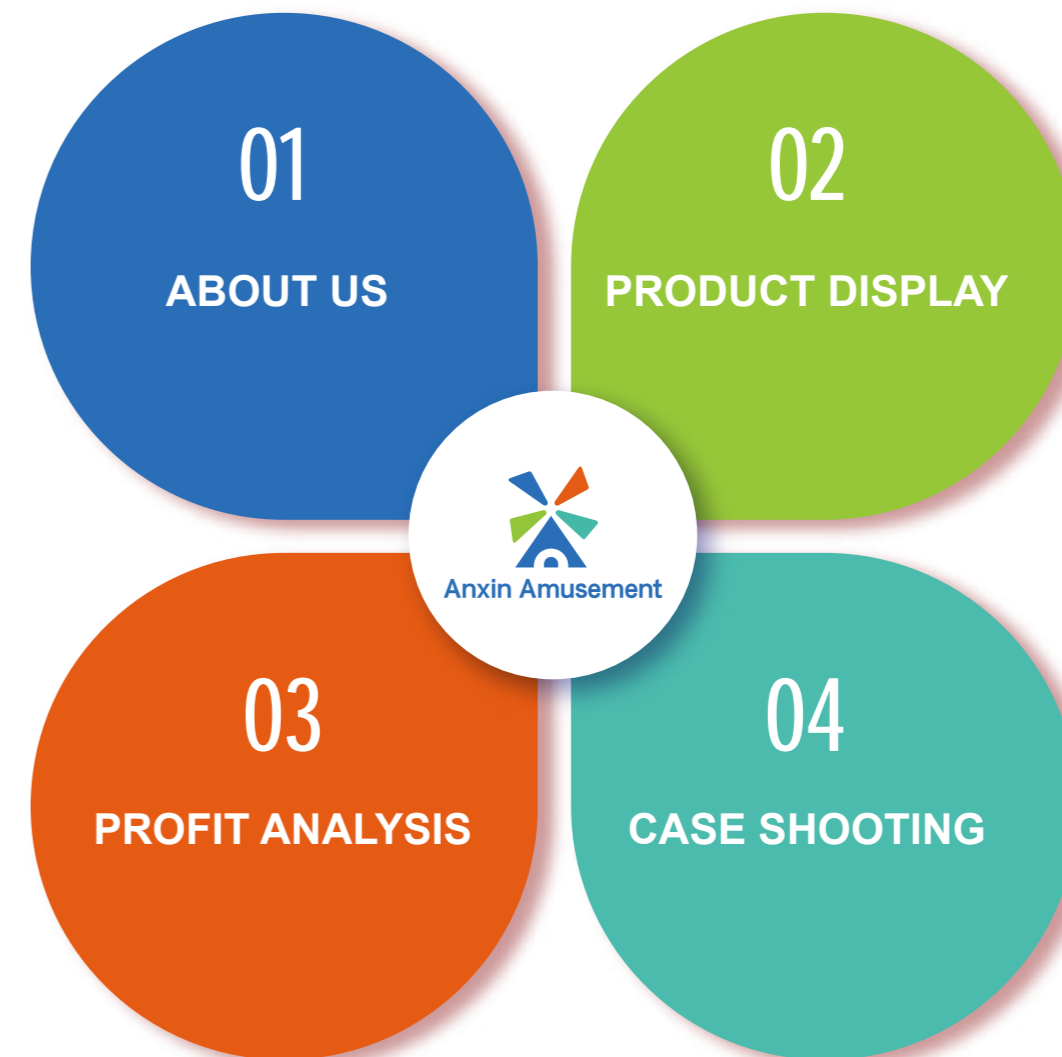 01
ABOUT US
02
PRODUCT DISPLAY
Anxin Amusement
03
PROFIT ANALYSIS
04
CASE SHOOTING